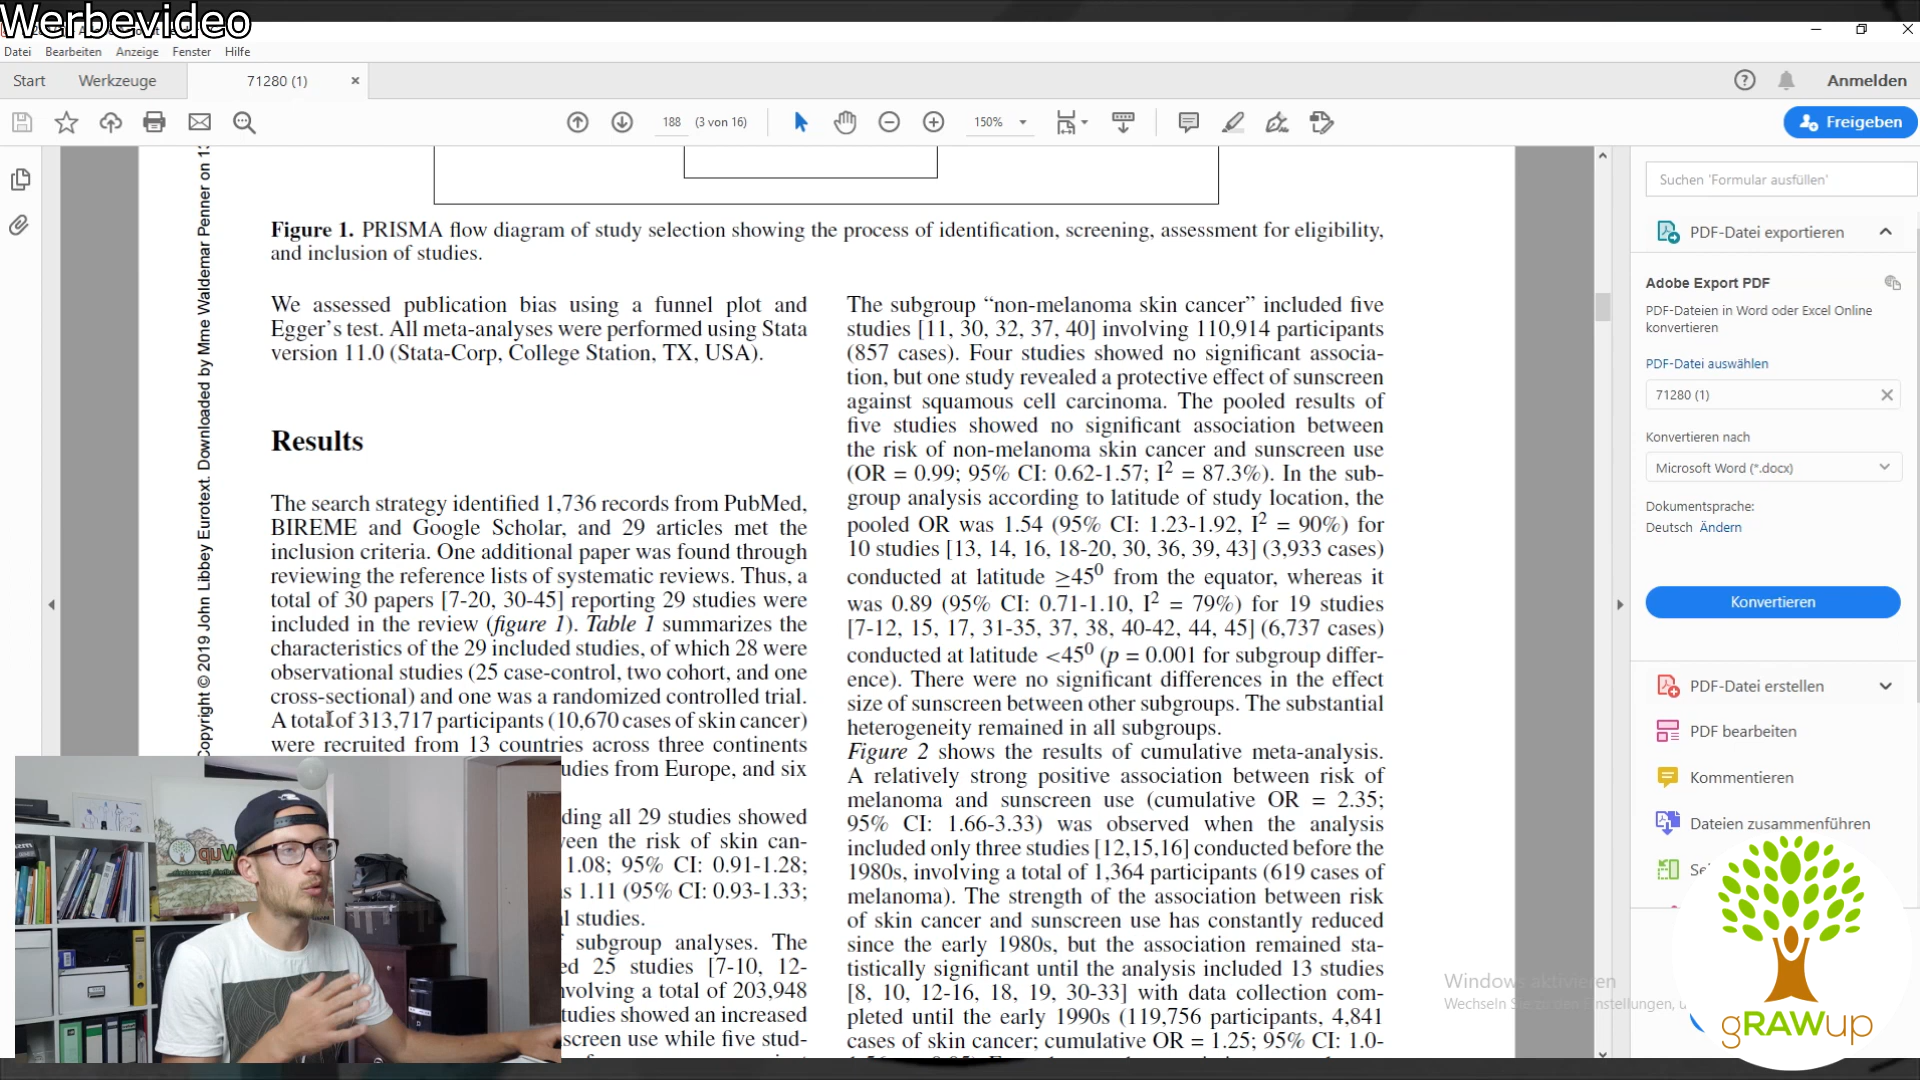 Werbevideo
Datei Bearbeiten Anzeige Fenster Hilfe
Start Werkzeuge 71280 (1) Anmelden
188 (3 von 16) 150% Freigeben
Copyright © 2019 John Libbey Eurotext. Downloaded by Mme Waldemar Penner on
Figure 1. PRISMA flow diagram of study selection showing the process of identification, screening, assessment for eligibility,
and inclusion of studies.
We assessed publication bias using a funnel plot and
Egger's test. All meta-analyses were performed using Stata
version 11.0 (Stata-Corp, College Station, TX, USA).
Results
The search strategy identified 1,736 records from PubMed,
BIREME and Google Scholar, and 29 articles met the
inclusion criteria. One additional paper was found through
reviewing the reference lists of systematic reviews. Thus, a
total of 30 papers [7-20, 30-45] reporting 29 studies were
included in the review (figure 1). Table 1 summarizes the
characteristics of the 29 included studies, of which 28 were
observational studies (25 case-control, two cohort, and one
cross-sectional) and one was a randomized controlled trial.
A total of 313,717 participants (10,670 cases of skin cancer)
were recruited from 13 countries across three continents
udies from Europe, and six
ding all 29 studies showed
een the risk of skin can-
1.08; 95% CI: 0.91-1.28;
s 1.11 (95% CI: 0.93-1.33;
l studies.
subgroup analyses. The
ed 25 studies [7-10, 12-
nvolving a total of 203,948
tudies showed an increased
screen use while five stud-
The subgroup “non-melanoma skin cancer” included five
studies [11, 30, 32, 37, 40] involving 110,914 participants
(857 cases). Four studies showed no significant associa-
tion, but one study revealed a protective effect of sunscreen
against squamous cell carcinoma. The pooled results of
five studies showed no significant association between
the risk of non-melanoma skin cancer and sunscreen use
(OR = 0.99; 95% CI: 0.62-1.57; I² = 87.3%). In the sub-
group analysis according to latitude of study location, the
pooled OR was 1.54 (95% CI: 1.23-1.92, I² = 90%) for
10 studies [13, 14, 16, 18-20, 30, 36, 39, 43] (3,933 cases)
conducted at latitude ≥45⁰ from the equator, whereas it
was 0.89 (95% CI: 0.71-1.10, I² = 79%) for 19 studies
[7-12, 15, 17, 31-35, 37, 38, 40-42, 44, 45] (6,737 cases)
conducted at latitude <45⁰ (p = 0.001 for subgroup differ-
ence). There were no significant differences in the effect
size of sunscreen between other subgroups. The substantial
heterogeneity remained in all subgroups.
Figure 2 shows the results of cumulative meta-analysis.
A relatively strong positive association between risk of
melanoma and sunscreen use (cumulative OR = 2.35;
95% CI: 1.66-3.33) was observed when the analysis
included only three studies [12,15,16] conducted before the
1980s, involving a total of 1,364 participants (619 cases of
melanoma). The strength of the association between risk
of skin cancer and sunscreen use has constantly reduced
since the early 1980s, but the association remained sta-
tistically significant until the analysis included 13 studies
[8, 10, 12-16, 18, 19, 30-33] with data collection com-
pleted until the early 1990s (119,756 participants, 4,841
cases of skin cancer; cumulative OR = 1.25; 95% CI: 1.0-
Suchen 'Formular ausfüllen'
PDF-Datei exportieren
Adobe Export PDF
PDF-Dateien in Word oder Excel Online
konvertieren
PDF-Datei auswählen
71280 (1)
Konvertieren nach
Microsoft Word (*.docx)
Dokumentsprache:
Deutsch Ändern
Konvertieren
PDF-Datei erstellen
PDF bearbeiten
Kommentieren
Dateien zusammenführen
Windows aktivieren
gRAWup